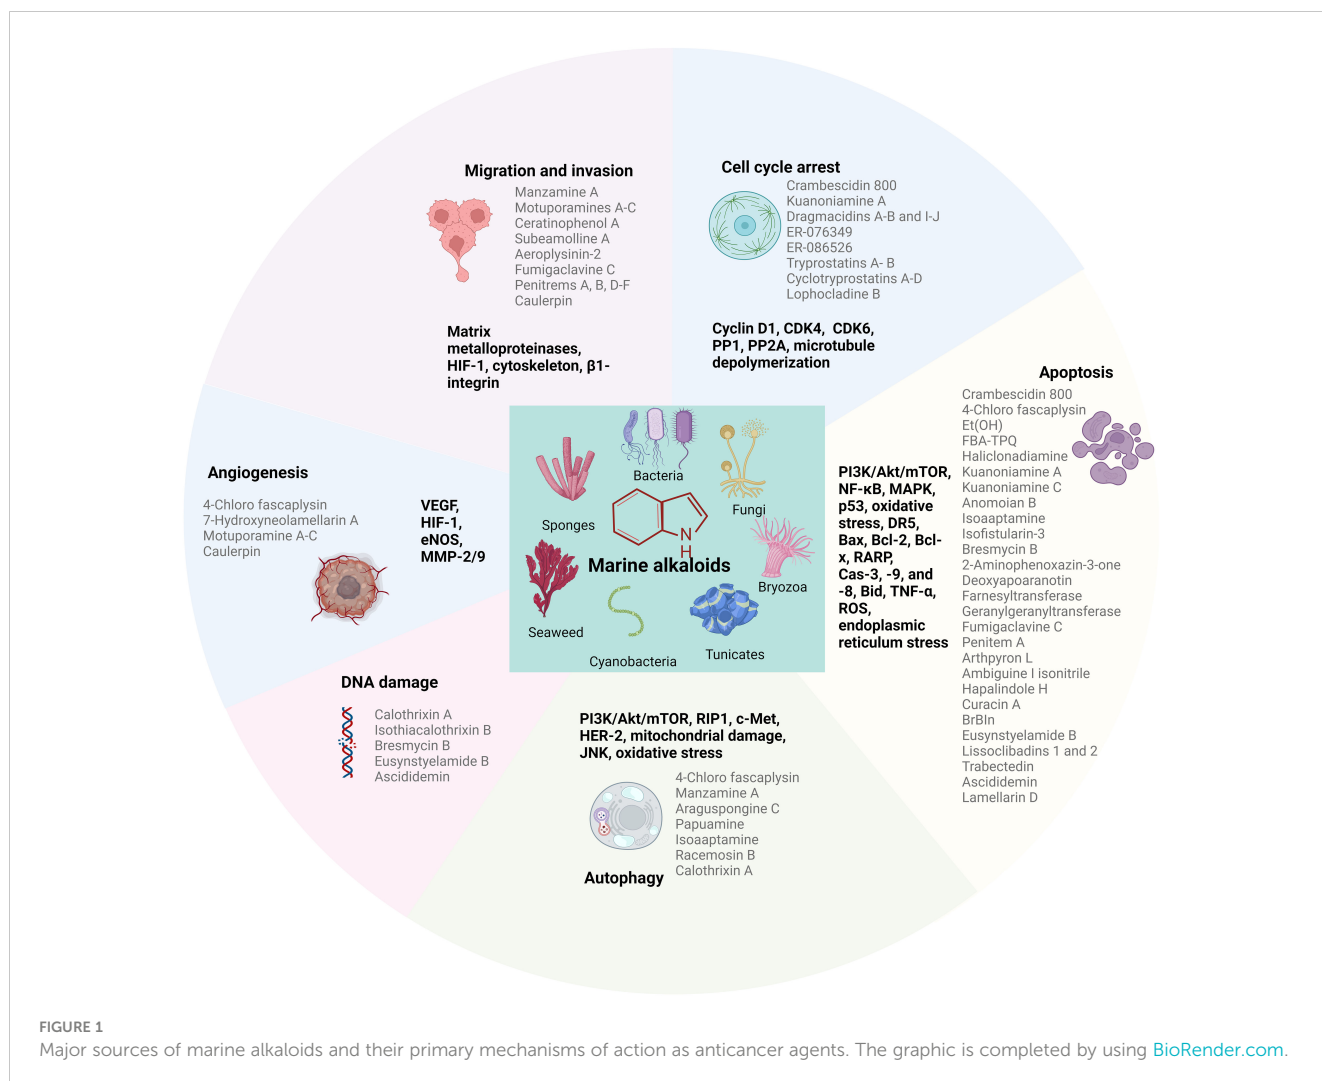 Migration and invasion
Manzamine A
Motuporamines A-C
Ceratinophenol A
Subeamolline A
Aeroplysinin-2
Fumigaclavine C
Penitrems A, B, D-F
Caulerpin
Matrix
metalloproteinases,
HIF-1, cytoskeleton, β1-
integrin
Cell cycle arrest
Crambescidin 800
Kuanoniamine A
Dragmacidins A-B and I-J
ER-076349
ER-086526
Tryprostatins A- B
Cyclotryprostatins A-D
Lophocladine B
Cyclin D1, CDK4, CDK6,
PP1, PP2A, microtubule
depolymerization
Apoptosis
Crambescidin 800
4-Chloro fascaplysin
Et(OH)
FBA-TPQ
Haliclonadiamine
Kuanoniamine A
Kuanoniamine C
Anomoian B
Isoaaptamine
Isofistularin-3
Bresmycin B
2-Aminophenoxazin-3-one
Deoxyapoaranotin
Farnesyltransferase
Geranylgeranyltransferase
Fumigaclavine C
Penitem A
Arthpyron L
Ambiguine I isonitrile
Hapalindole H
Curacin A
BrBIn
Eusynstyelamide B
Lissoclibadins 1 and 2
Trabectedin
Ascididemin
Lamellarin D
PI3K/Akt/mTOR,
NF-κB, MAPK,
p53, oxidative
stress, DR5,
Bax, Bcl-2, Bcl-
x, RARP,
Cas-3, -9, and
-8, Bid, TNF-α,
ROS,
endoplasmic
reticulum stress
Angiogenesis
4-Chloro fascaplysin
7-Hydroxyneolamellarin A
Motuporamine A-C
Caulerpin
VEGF,
HIF-1,
eNOS,
MMP-2/9
Bacteria
Fungi
Sponges
N
H
Marine alkaloids
Bryozoa
Seaweed
Cyanobacteria
Tunicates
DNA damage
Calothrixin A
Isothiacalothrixin B
Bresmycin B
Eusynstyelamide B
Ascididemin
PI3K/Akt/mTOR, RIP1, c-Met,
HER-2, mitochondrial damage,
JNK, oxidative stress
4-Chloro fascaplysin
Manzamine A
Araguspongine C
Papuamine
Isoaaptamine
Racemosin B
Calothrixin A
Autophagy
FIGURE 1
Major sources of marine alkaloids and their primary mechanisms of action as anticancer agents. The graphic is completed by using BioRender.com.